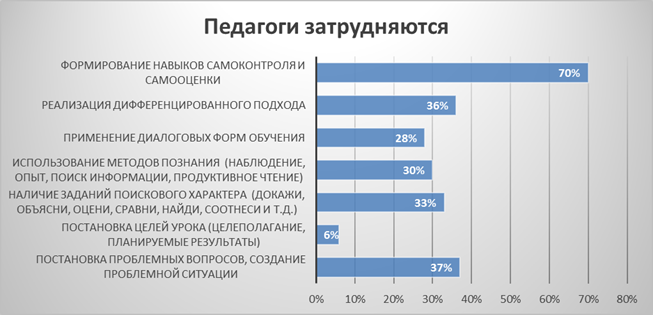 Педагоги затрудняются
ФОРМИРОВАНИЕ НАВЫКОВ САМОКОНТРОЛЯ И
САМООЦЕНКИ
70%
РЕАЛИЗАЦИЯ ДИФФЕРЕНЦИРОВАННОГО ПОДХОДА
36%
ПРИМЕНЕНИЕ ДИАЛОГОВЫХ ФОРМ ОБУЧЕНИЯ
28%
ИСПОЛЬЗОВАНИЕ МЕТОДОВ ПОЗНАНИЯ (НАБЛЮДЕНИЕ,
ОПЫТ, ПОИСК ИНФОРМАЦИИ, ПРОДУКТИВНОЕ ЧТЕНИЕ)
30%
НАЛИЧИЕ ЗАДАНИЙ ПОИСКОВОГО ХАРАКТЕРА (ДОКАЖИ,
ОБЪЯСНИ, ОЦЕНИ, СРАВНИ, НАЙДИ, СООТНЕСИ И Т.Д.)
33%
ПОСТАНОВКА ЦЕЛЕЙ УРОКА (ЦЕЛЕПОЛАГАНИЕ,
ПЛАНИРУЕМЫЕ РЕЗУЛЬТАТЫ)
6%
ПОСТАНОВКА ПРОБЛЕМНЫХ ВОПРОСОВ, СОЗДАНИЕ
ПРОБЛЕМНОЙ СИТУАЦИИ
37%
0% 10% 20% 30% 40% 50% 60% 70% 80%